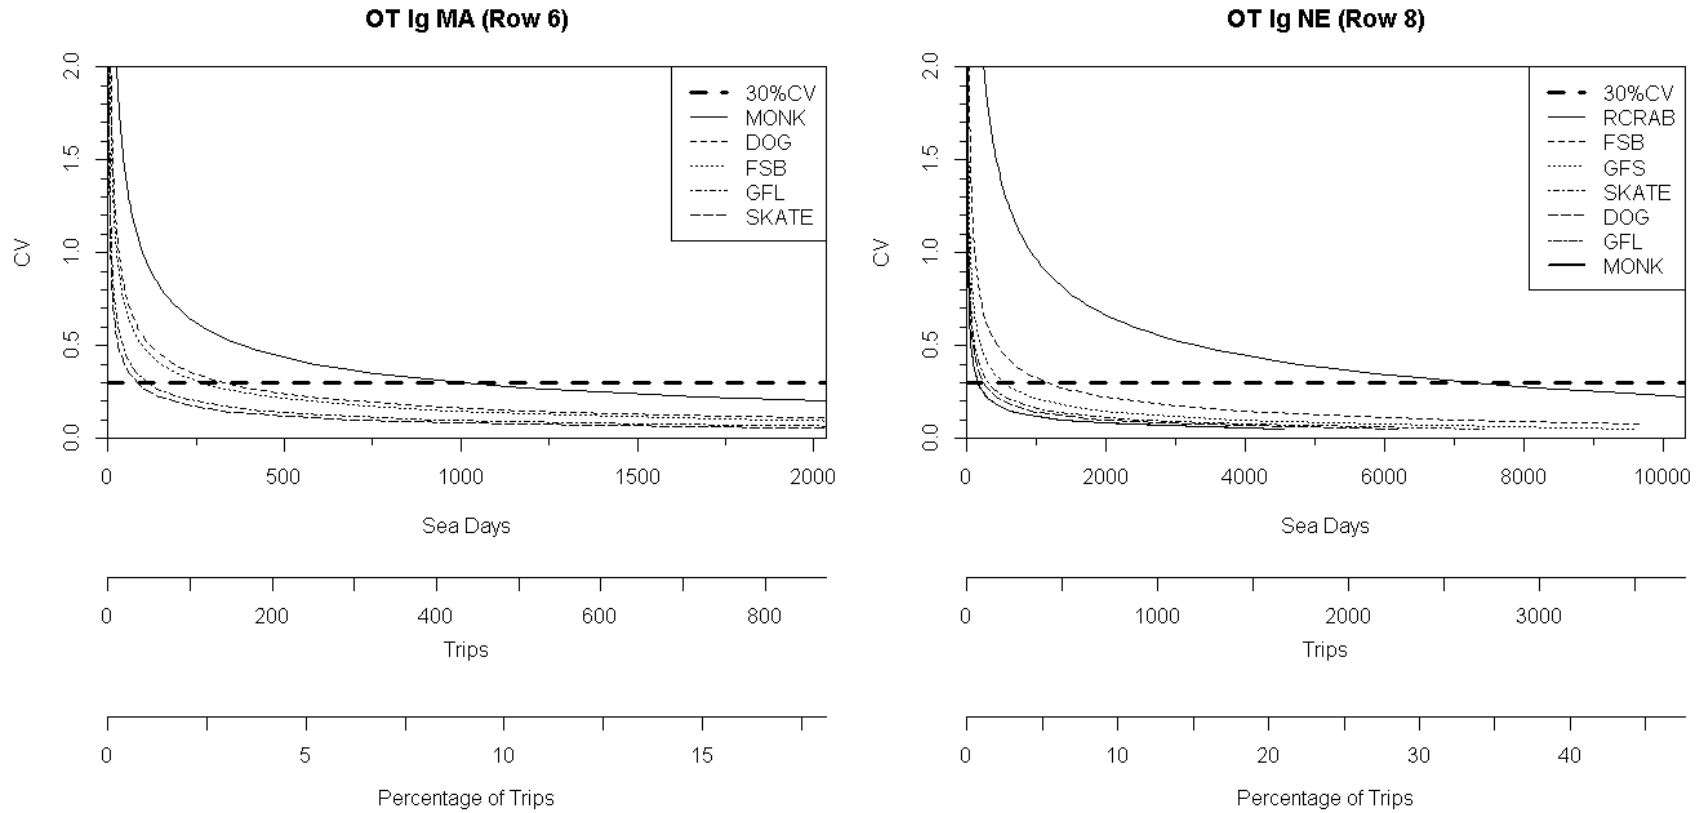 OT lg MA (Row 6)
2.0
1.5
1.0
0.5
0.0
CV
30%CV
MONK
DOG
FSB
GFL
SKATE
0 500 1000 1500 2000
Sea Days
0 200 400 600 800
Trips
0 5 10 15
Percentage of Trips
OT lg NE (Row 8)
2.0
1.5
1.0
0.5
0.0
CV
30%CV
RCRAB
FSB
GFS
SKATE
DOG
GFL
MONK
0 2000 4000 6000 8000 10000
Sea Days
0 1000 2000 3000
Trips
0 10 20 30 40
Percentage of Trips